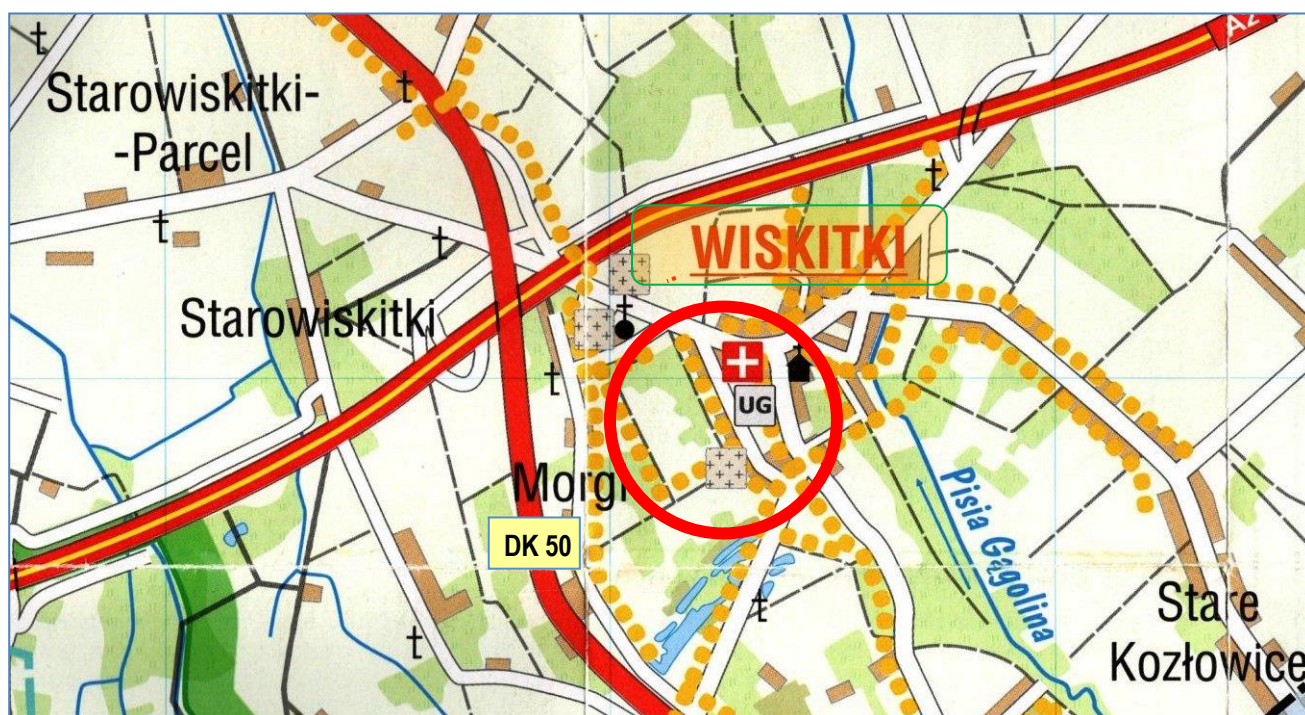 A2
Starowiskitki-
-Parcel
WISKITKI
Starowiskitki
UG
Morgi
DK 50
Pisia Gągolina
Stare
Kozłowice